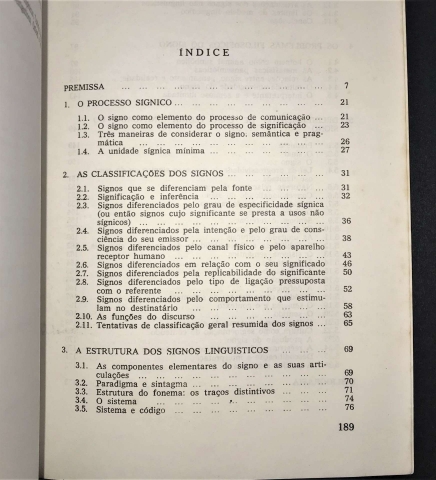 ÍNDICE
PREMISSA ... ... ... ... ... ... ... ... ... ... 7
1. O PROCESSO SIGNICO ... ... ... ... ... ... ... 21
1.1. O signo como elemento do processo de comunicação ... 21
1.2. O signo como elemento do processo de significação ... 23
1.3. Três maneiras de considerar o signo: semântica e prag-
mática ... ... ... ... ... ... ... ... ... 26
1.4. A unidade sígnica mínima ... ... ... ... ... ... 27
2. AS CLASSIFICAÇÕES DOS SIGNOS ... ... ... ... 31
2.1. Signos que se diferenciam pela fonte ... ... ... 31
2.2. Significação e inferência ... ... ... ... ... ... 32
2.3. Signos diferenciados pelo grau de especificidade sígnica
(ou então signos cujo significante se presta a usos não
sígnicos) ... ... ... ... ... ... ... ... ... 36
2.4. Signos diferenciados pela intenção e pelo grau de cons-
ciência do seu emissor ... ... ... ... ... ... ... 38
2.5. Signos diferenciados pelo canal físico e pelo aparelho
receptor humano ... ... ... ... ... ... ... ... 43
2.6. Signos diferenciados em relação com o seu significado 46
2.7. Signos diferenciados pela replicabilidade do significante 50
2.8. Signos diferenciados pelo tipo de ligação pressuposta
com o referente ... ... ... ... ... ... ... ... 52
2.9. Signos diferenciados pelo comportamento que estimu-
lam no destinatário ... ... ... ... ... ... ... 58
2.10. As funções do discurso ... ... ... ... ... ... 63
2.11. Tentativas de classificação geral resumida dos signos ... 65
3. A ESTRUTURA DOS SIGNOS LINGUISTICOS ... ... ... 69
3.1. As componentes elementares do signo e as suas arti-
culações ... ... ... ... ... ... ... ... ... 69
3.2. Paradigma e sintagma ... ... ... ... ... ... ... 70
3.3. Estrutura do fonema: os traços distintivos ... ... ... 71
3.4. O sistema ... ... ... ... ... ... ... ... ... 74
3.5. Sistema e código ... ... ... ... ... ... ... ... 76
189